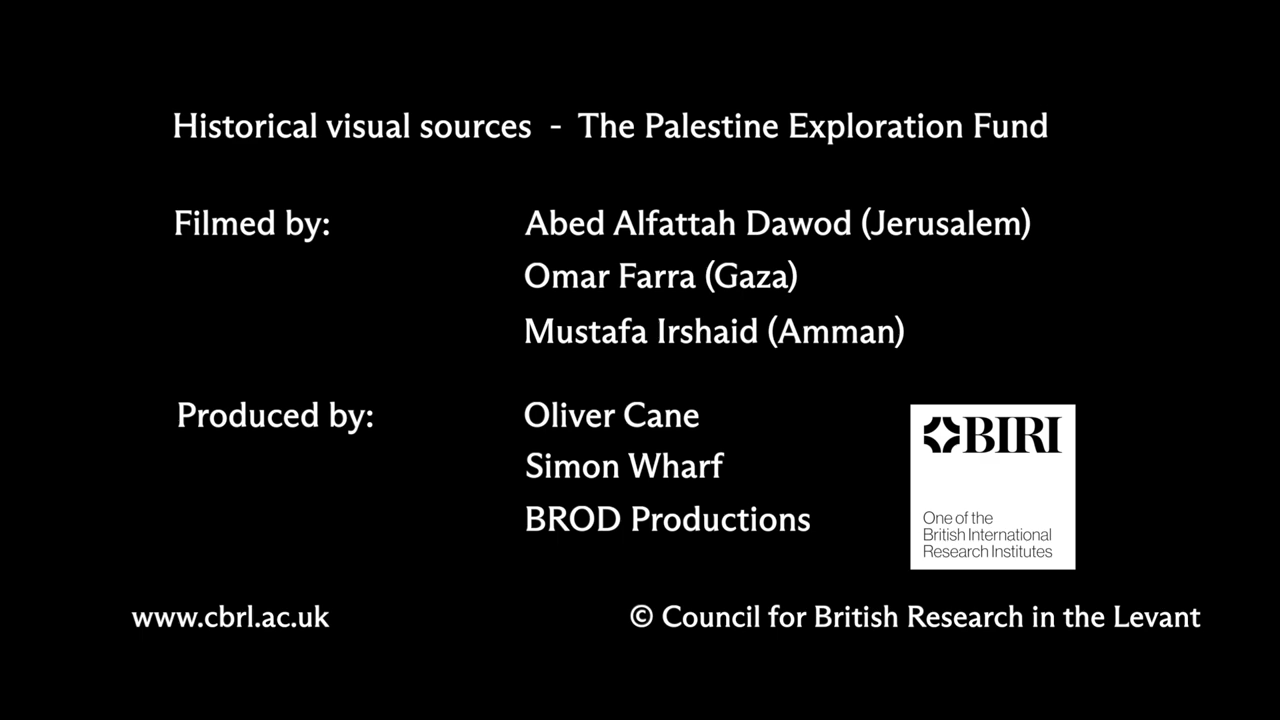 Historical visual sources - The Palestine Exploration Fund
Filmed by: Abed Alfattah Dawod (Jerusalem)
Omar Farra (Gaza)
Mustafa Irshaid (Amman)
Produced by: Oliver Cane
Simon Wharf
BROD Productions
BIRI
One of the
British International
Research Institutes
www.cbrl.ac.uk © Council for British Research in the Levant